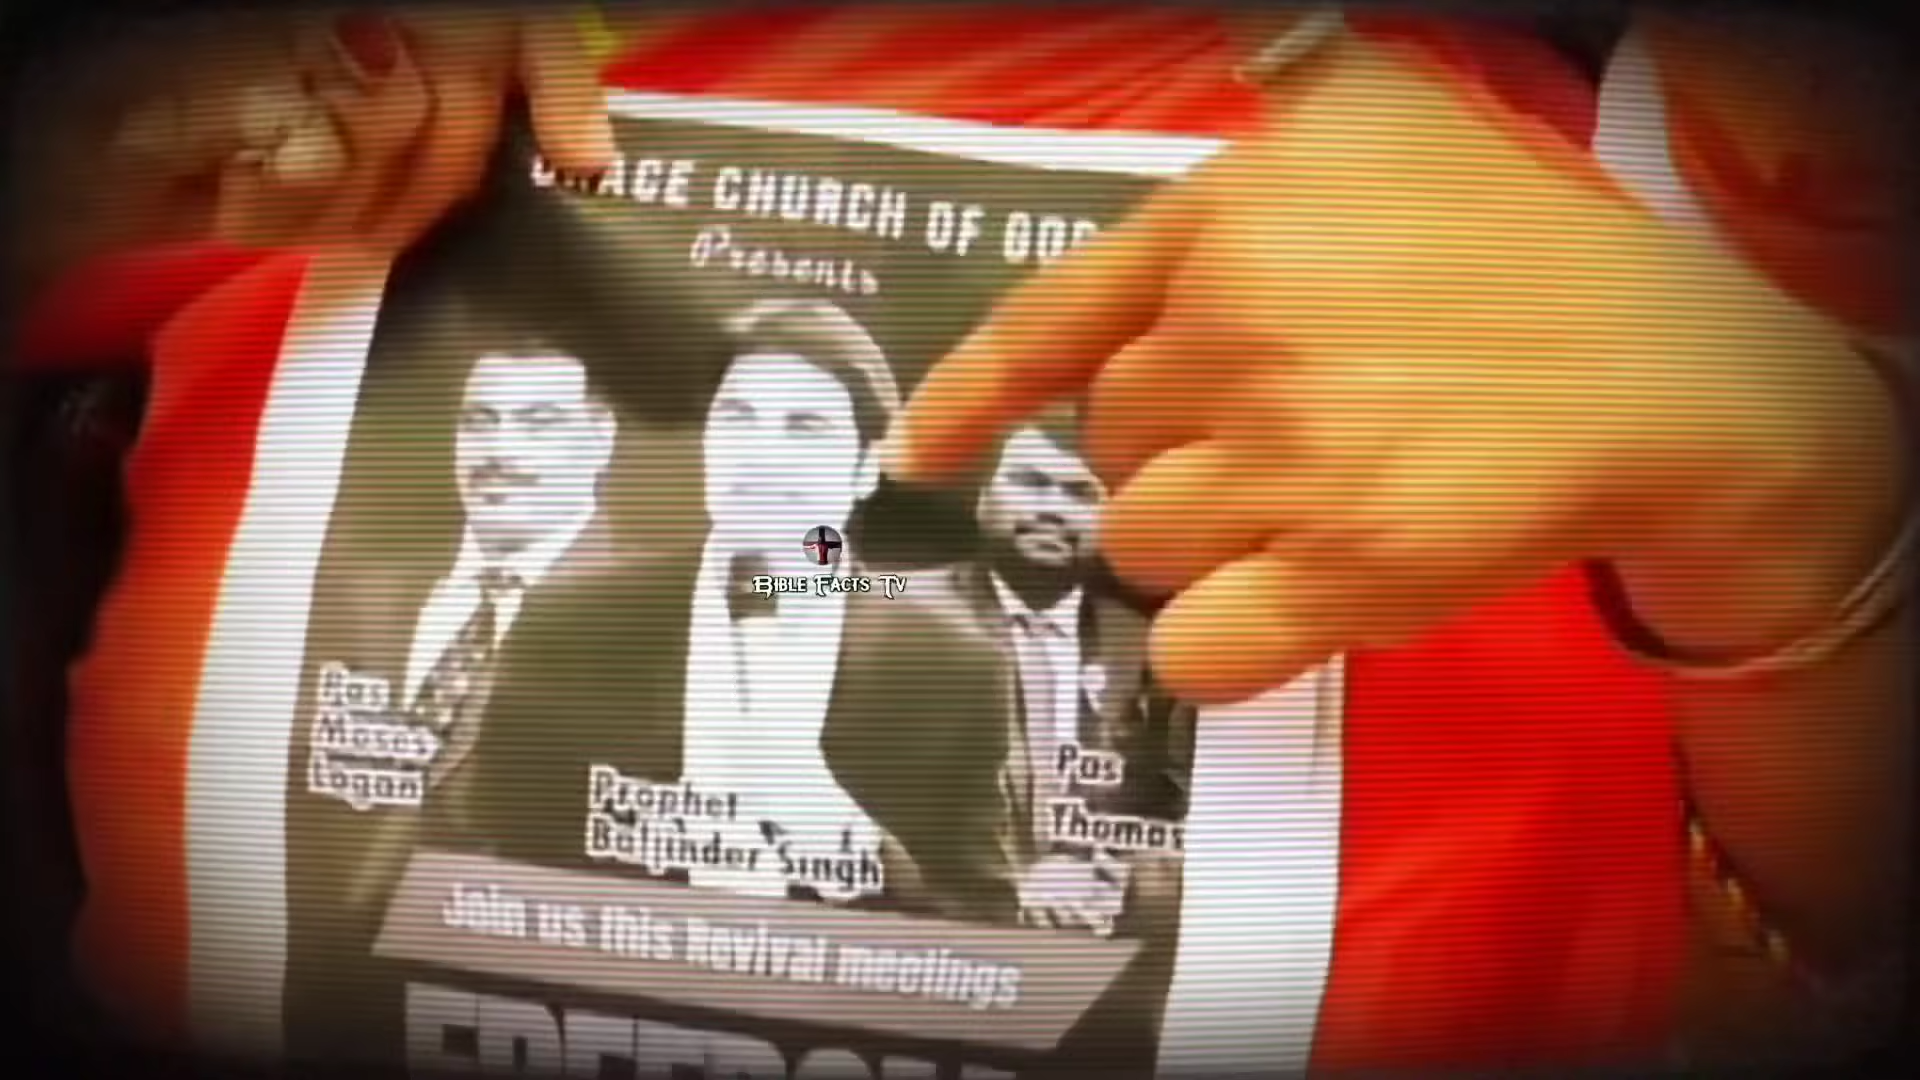 CHURCH OF GOD
Presents
Pas
Moses
Logan
Prophet
Baljinder Singh
Pas
Thomas
Join us this Revival meetings
BIBLE FACTS TV